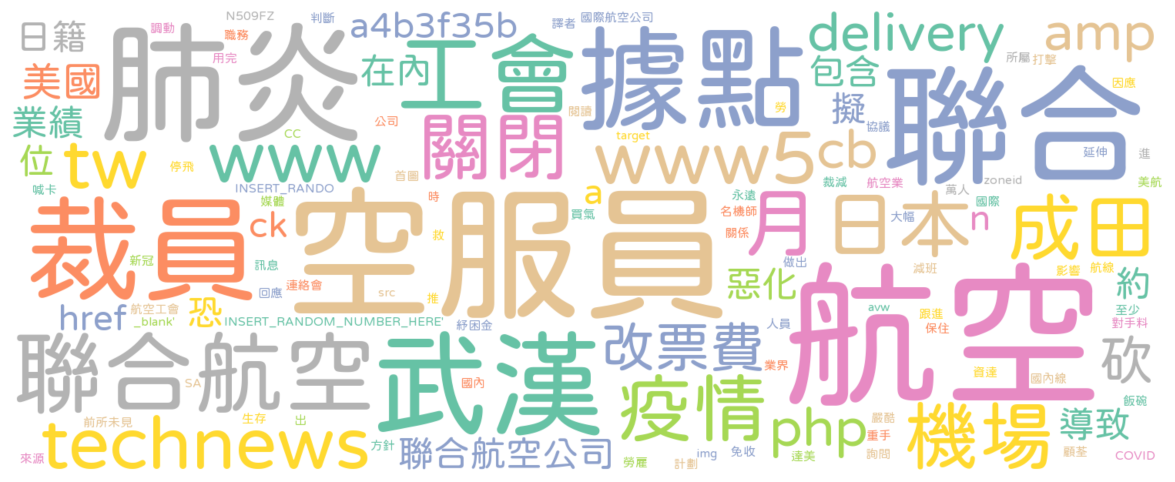 日籍
肺炎
調動
N509FZ
判斷
職務
用完
a4b3f35b
譯者
國際航空公司
工會
據點
delivery
所屬
打擊
amp
美國
在內
包含
因應
聯合
業績
公司
關閉
閱讀
勞
擬
協議
延伸
進
位
tw
停飛
CC
www
首圖
target
www5
cb
裁減
航空業
萬人
zoneid
美航
喊卡
INSERT_RANDO
媒體
時
a
買氣
永遠
名機師
月
日本
大幅
n
國際
成田
裁員
ck
空服員
救
關係
新冠
訊息
連絡會
回應
src
推
做出
惡化
減班
影響
航線
約
href
航空工會
_blank'
恐
INSERT_RANDOM_NUMBER_HERE'
紓困金
改票費
人員
航空
avw
跟進
保住
至少
對手料
聯合航空
武漢
業界
砍
SA
國內
疫情
資達
國內線
飯碗
前所未見
生存
出
technews
方針
聯合航空公司
php
嚴酷
重手
機場
導致
來源
勞雇
計劃
img
免收
達美
詢問
顧荃
COVID